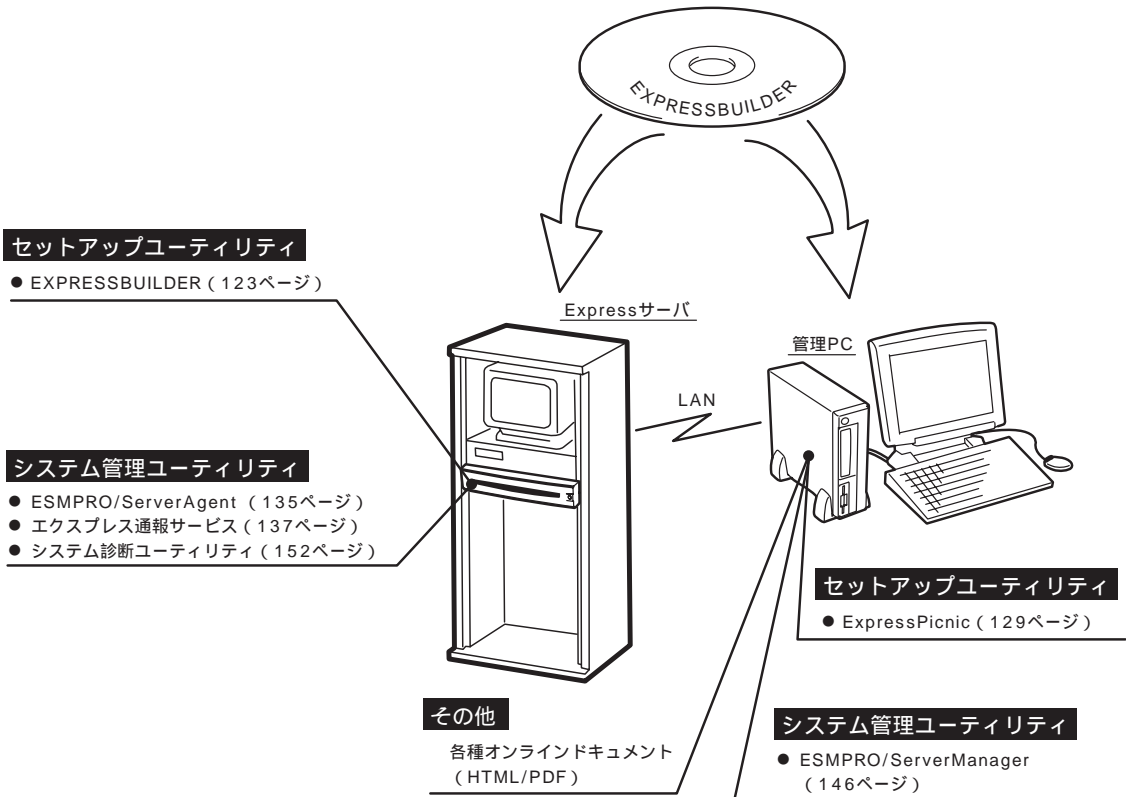 EXPRESSBUILDER
セットアップユーティリティ
● EXPRESSBUILDER（123ページ）
Expressサーバ
管理PC
LAN
システム管理ユーティリティ
● ESMPRO/ServerAgent （135ページ）
● エクスプレス通報サービス（137ページ）
● システム診断ユーティリティ（152ページ）
セットアップユーティリティ
● ExpressPicnic（129ページ）
その他
各種オンラインドキュメント
（HTML/PDF）
システム管理ユーティリティ
● ESMPRO/ServerManager
（146ページ）